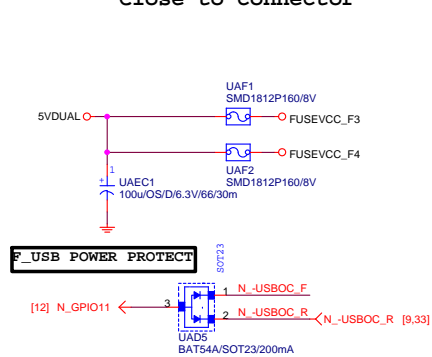 Close to Connector
UAF1
SMD1812P160/8V
5VDUAL
FUSEVCC_F3
FUSEVCC_F4
UAF2
SMD1812P160/8V
1
+
UAEC1
100u/OS/D/6.3V/66/30m
F_USB POWER PROTECT
SOT23
1 N_-USBOC_F
[12] N_GPIO11 3
2 N_-USBOC_R
N_-USBOC_R [9,33]
UAD5
BAT54A/SOT23/200mA